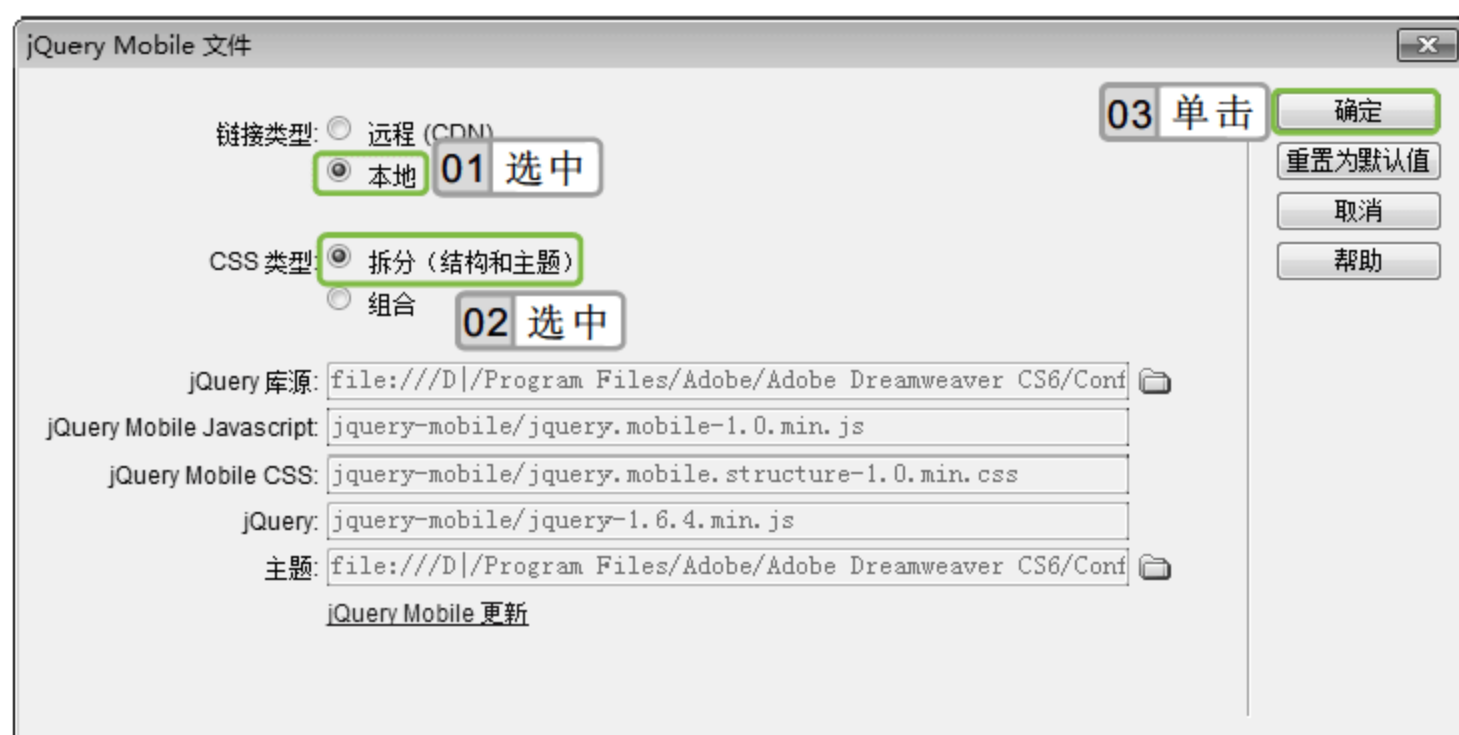 jQuery Mobile 文件
链接类型: 远程 (CDN)
本地
01 选中
03 单击
确定
重置为默认值
取消
帮助
CSS 类型: 拆分（结构和主题）
组合
02 选中
jQuery 库源: file:///D|/Program Files/Adobe/Adobe Dreamweaver CS6/Conf
jQuery Mobile Javascript: jquery-mobile/jquery.mobile-1.0.min.js
jQuery Mobile CSS: jquery-mobile/jquery.mobile.structure-1.0.min.css
jQuery: jquery-mobile/jquery-1.6.4.min.js
主题: file:///D|/Program Files/Adobe/Adobe Dreamweaver CS6/Conf
jQuery Mobile 更新